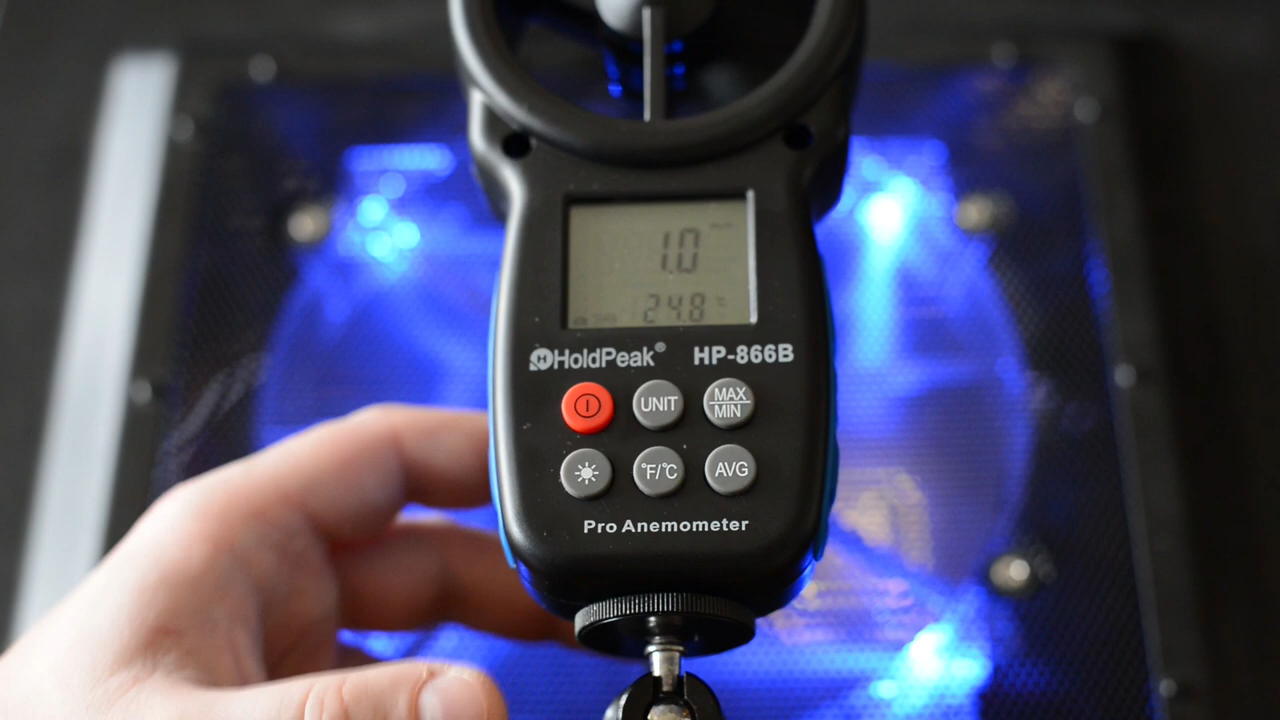 1.0
24.8 °C
HoldPeak® HP-866B
UNIT MAX MIN
°F/°C AVG
Pro Anemometer